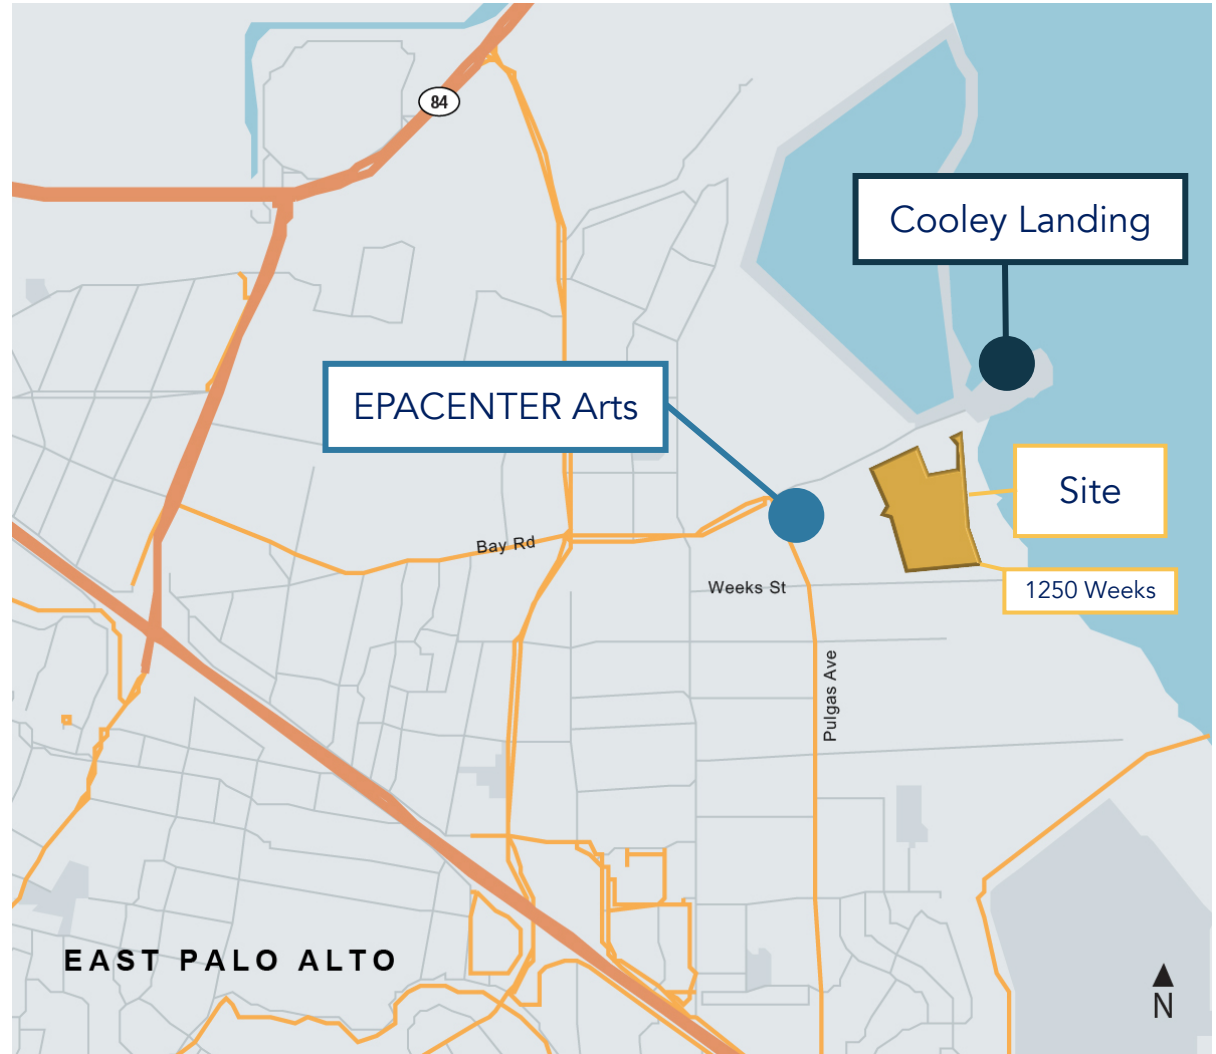 84
Cooley Landing
EPACENTER Arts
Site
Bay Rd
1250 Weeks
Weeks St
Pulgas Ave
EAST PALO ALTO
N